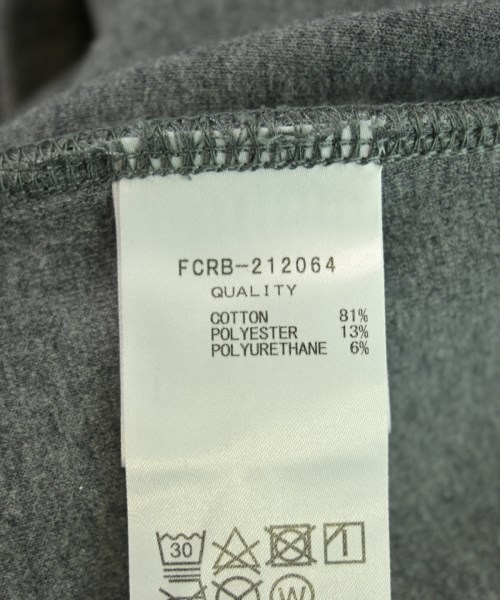 FCRB-212064
QUALITY
COTTON 81%
POLYESTER 13%
POLYURETHANE 6%
30
W